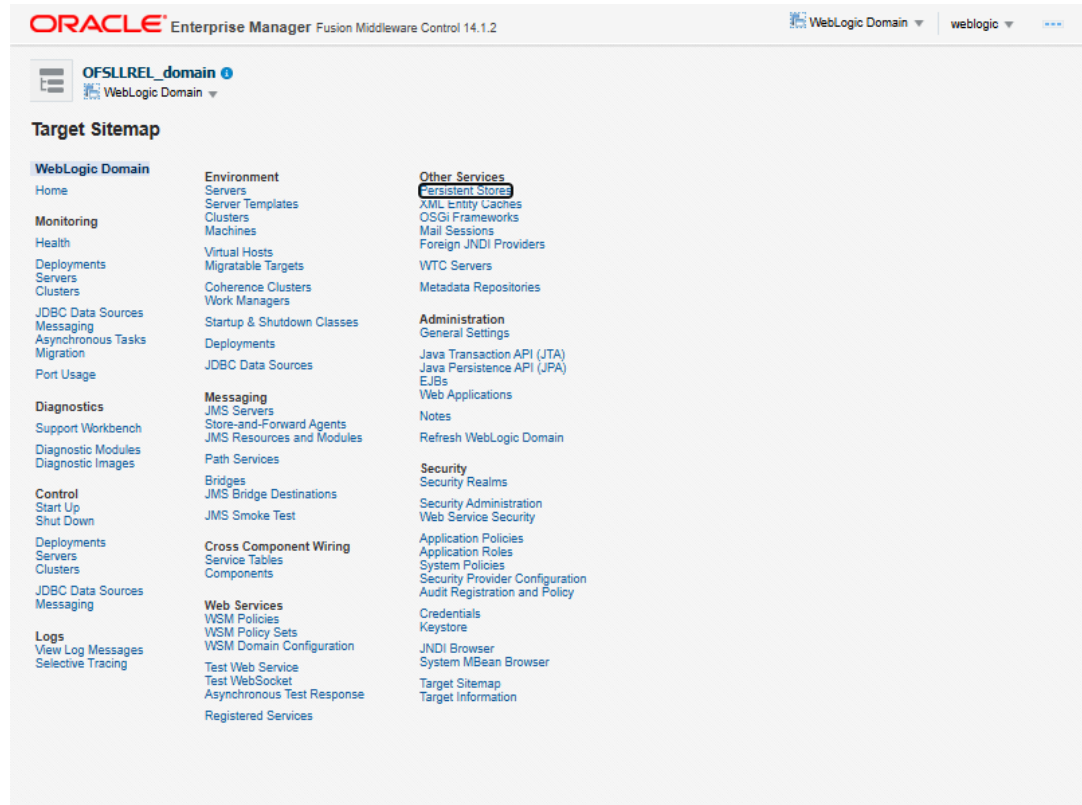 ORACLE Enterprise Manager Fusion Middleware Control 14.1.2
WebLogic Domain
weblogic
OFSLLREL_domain
WebLogic Domain
Target Sitemap
WebLogic Domain
Home
Monitoring
Health
Deployments
Servers
Clusters
JDBC Data Sources
Messaging
Asynchronous Tasks
Migration
Port Usage
Diagnostics
Support Workbench
Diagnostic Modules
Diagnostic Images
Control
Start Up
Shut Down
Deployments
Servers
Clusters
JDBC Data Sources
Messaging
Logs
View Log Messages
Selective Tracing
Environment
Servers
Server Templates
Clusters
Machines
Virtual Hosts
Migratable Targets
Coherence Clusters
Work Managers
Startup & Shutdown Classes
Deployments
JDBC Data Sources
Messaging
JMS Servers
Store-and-Forward Agents
JMS Resources and Modules
Path Services
Bridges
JMS Bridge Destinations
JMS Smoke Test
Cross Component Wiring
Service Tables
Components
Web Services
WSM Policies
WSM Policy Sets
WSM Domain Configuration
Test Web Service
Test WebSocket
Asynchronous Test Response
Registered Services
Other Services
Persistent Stores
XML Entity Caches
OSGi Frameworks
Mail Sessions
Foreign JNDI Providers
WTC Servers
Metadata Repositories
Administration
General Settings
Java Transaction API (JTA)
Java Persistence API (JPA)
EJBs
Web Applications
Notes
Refresh WebLogic Domain
Security
Security Realms
Security Administration
Web Service Security
Application Policies
Application Roles
System Policies
Security Provider Configuration
Audit Registration and Policy
Credentials
Keystore
JNDI Browser
System MBean Browser
Target Sitemap
Target Information